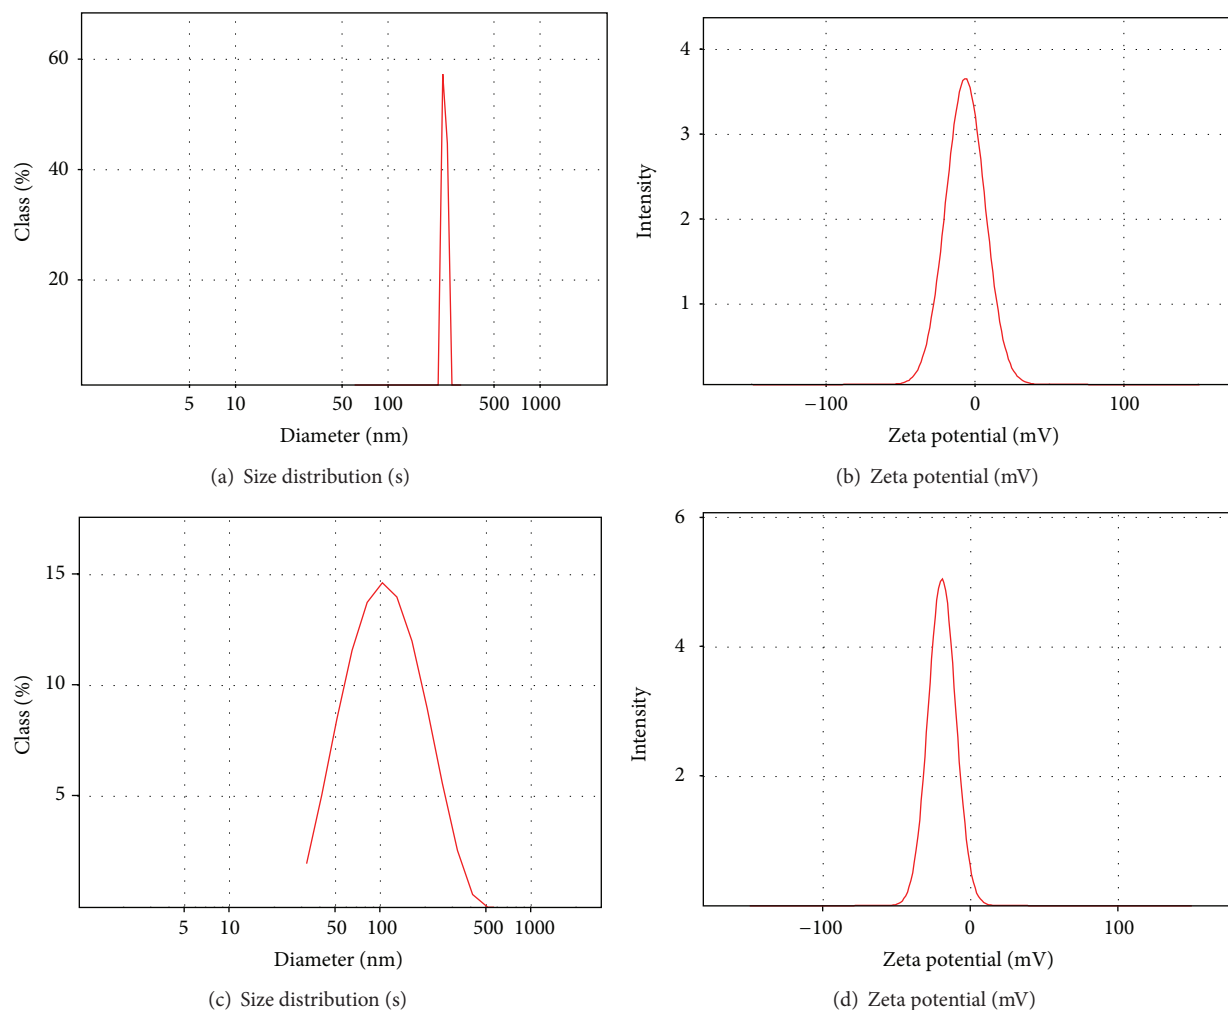 60
40
20
Class (%)
5 10 50 100 500 1000
Diameter (nm)
(a) Size distribution (s)
4
3
2
1
Intensity
−100 0 100
Zeta potential (mV)
(b) Zeta potential (mV)
15
10
5
Class (%)
5 10 50 100 500 1000
Diameter (nm)
(c) Size distribution (s)
6
4
2
Intensity
−100 0 100
Zeta potential (mV)
(d) Zeta potential (mV)